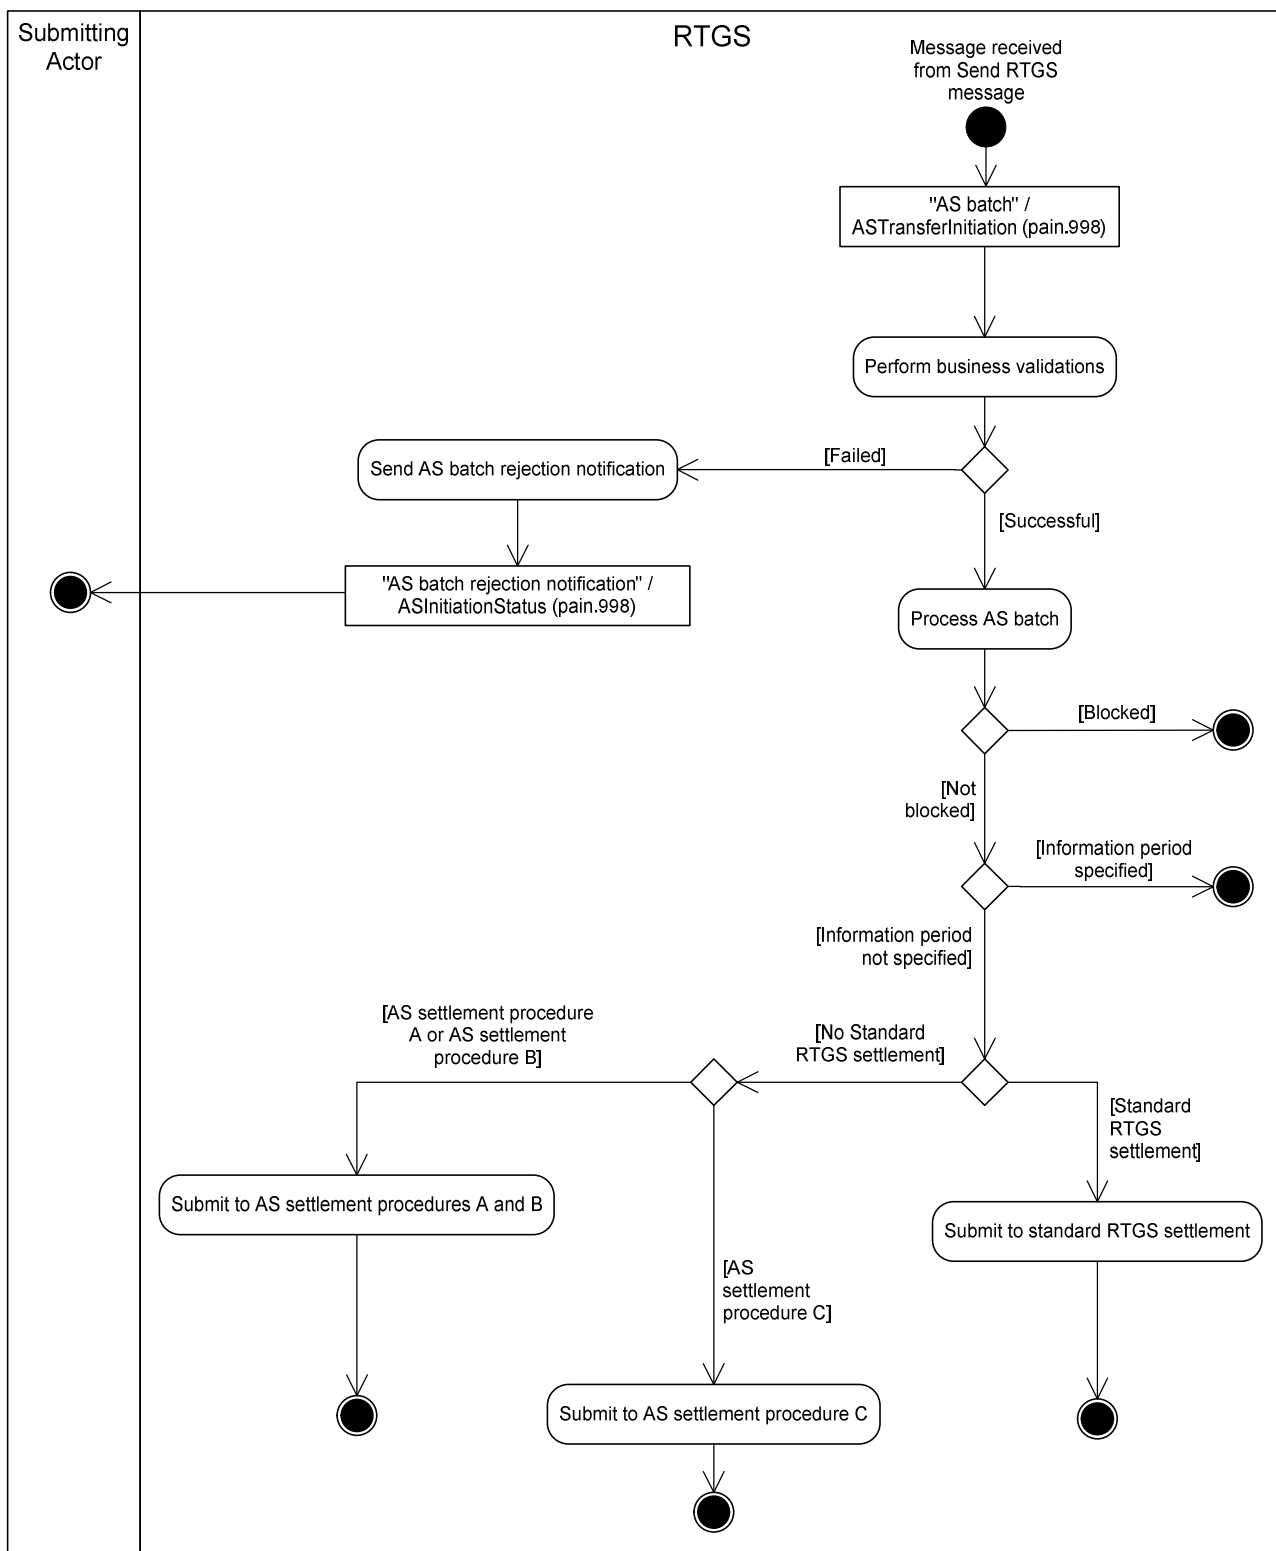 Submitting
Actor
RTGS
Message received
from Send RTGS
message
"AS batch" /
ASTransferInitiation (pain.998)
Perform business validations
[Failed]
Send AS batch rejection notification
[Successful]
"AS batch rejection notification" /
ASInitiationStatus (pain.998)
Process AS batch
[Blocked]
[Not
blocked]
[Information period
specified]
[Information period
not specified]
[AS settlement procedure
A or AS settlement
procedure B]
[No Standard
RTGS settlement]
[Standard
RTGS
settlement]
Submit to AS settlement procedures A and B
Submit to standard RTGS settlement
[AS
settlement
procedure C]
Submit to AS settlement procedure C